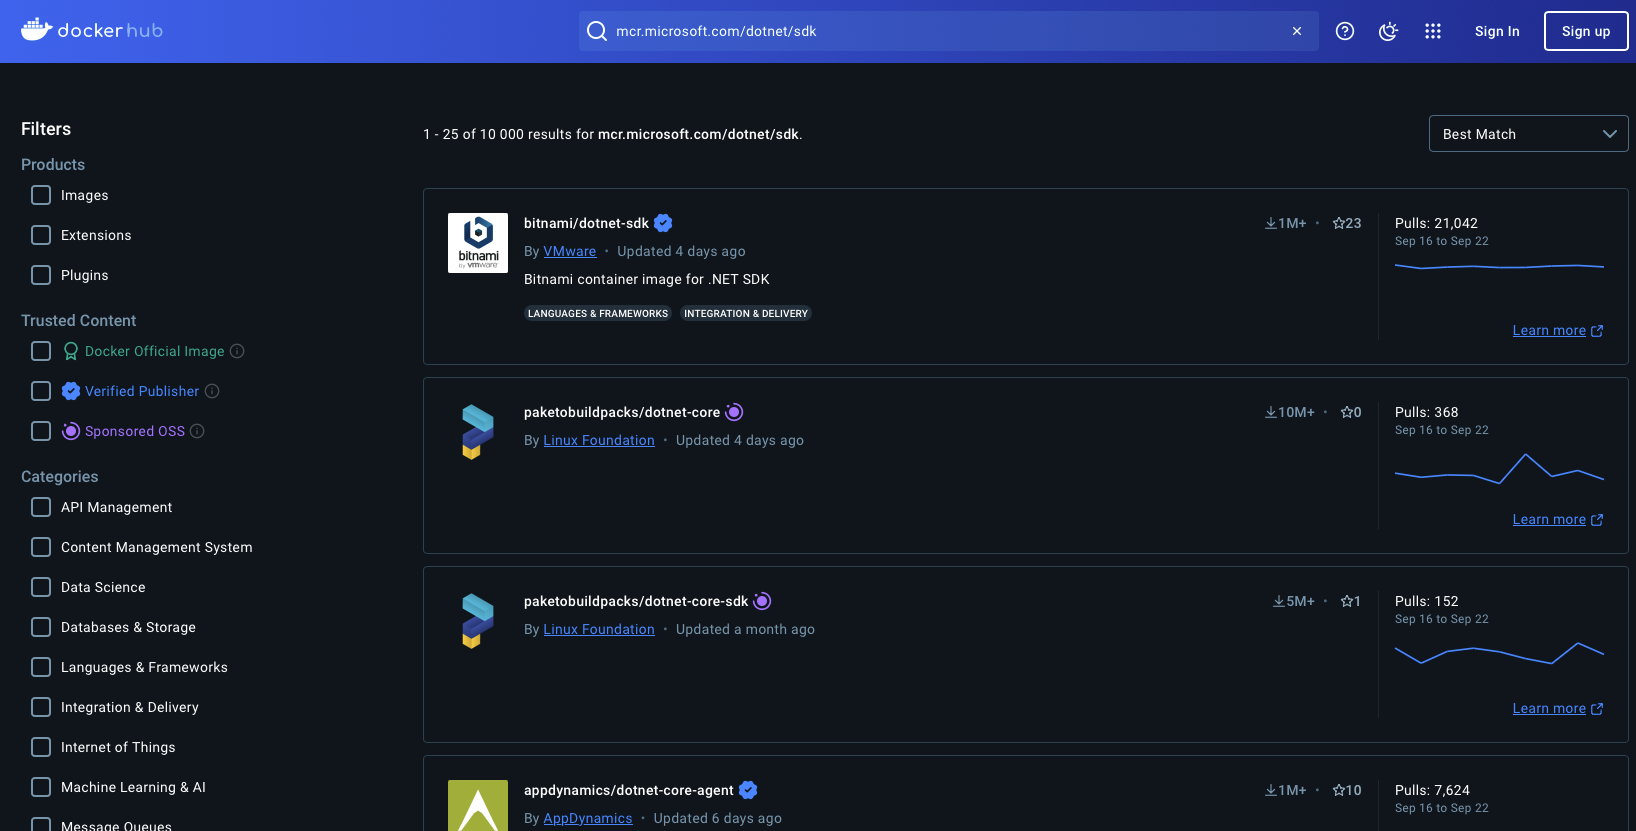 docker hub
mcr.microsoft.com/dotnet/sdk
Sign In
Sign up
Filters
Products
Images
Extensions
Plugins
Trusted Content
Docker Official Image
Verified Publisher
Sponsored OSS
Categories
API Management
Content Management System
Data Science
Databases & Storage
Languages & Frameworks
Integration & Delivery
Internet of Things
Machine Learning & AI
Message Queues
1 - 25 of 10 000 results for mcr.microsoft.com/dotnet/sdk.
Best Match
bitnami
by vmware
bitnami/dotnet-sdk
1M+ • 23
By VMware • Updated 4 days ago
Bitnami container image for .NET SDK
LANGUAGES & FRAMEWORKS INTEGRATION & DELIVERY
Pulls: 21,042
Sep 16 to Sep 22
Learn more
paketobuildpacks/dotnet-core
10M+ • 0
By Linux Foundation • Updated 4 days ago
Pulls: 368
Sep 16 to Sep 22
Learn more
paketobuildpacks/dotnet-core-sdk
5M+ • 1
By Linux Foundation • Updated a month ago
Pulls: 152
Sep 16 to Sep 22
Learn more
appdynamics/dotnet-core-agent
1M+ • 10
By AppDynamics • Updated 6 days ago
Pulls: 7,624
Sep 16 to Sep 22